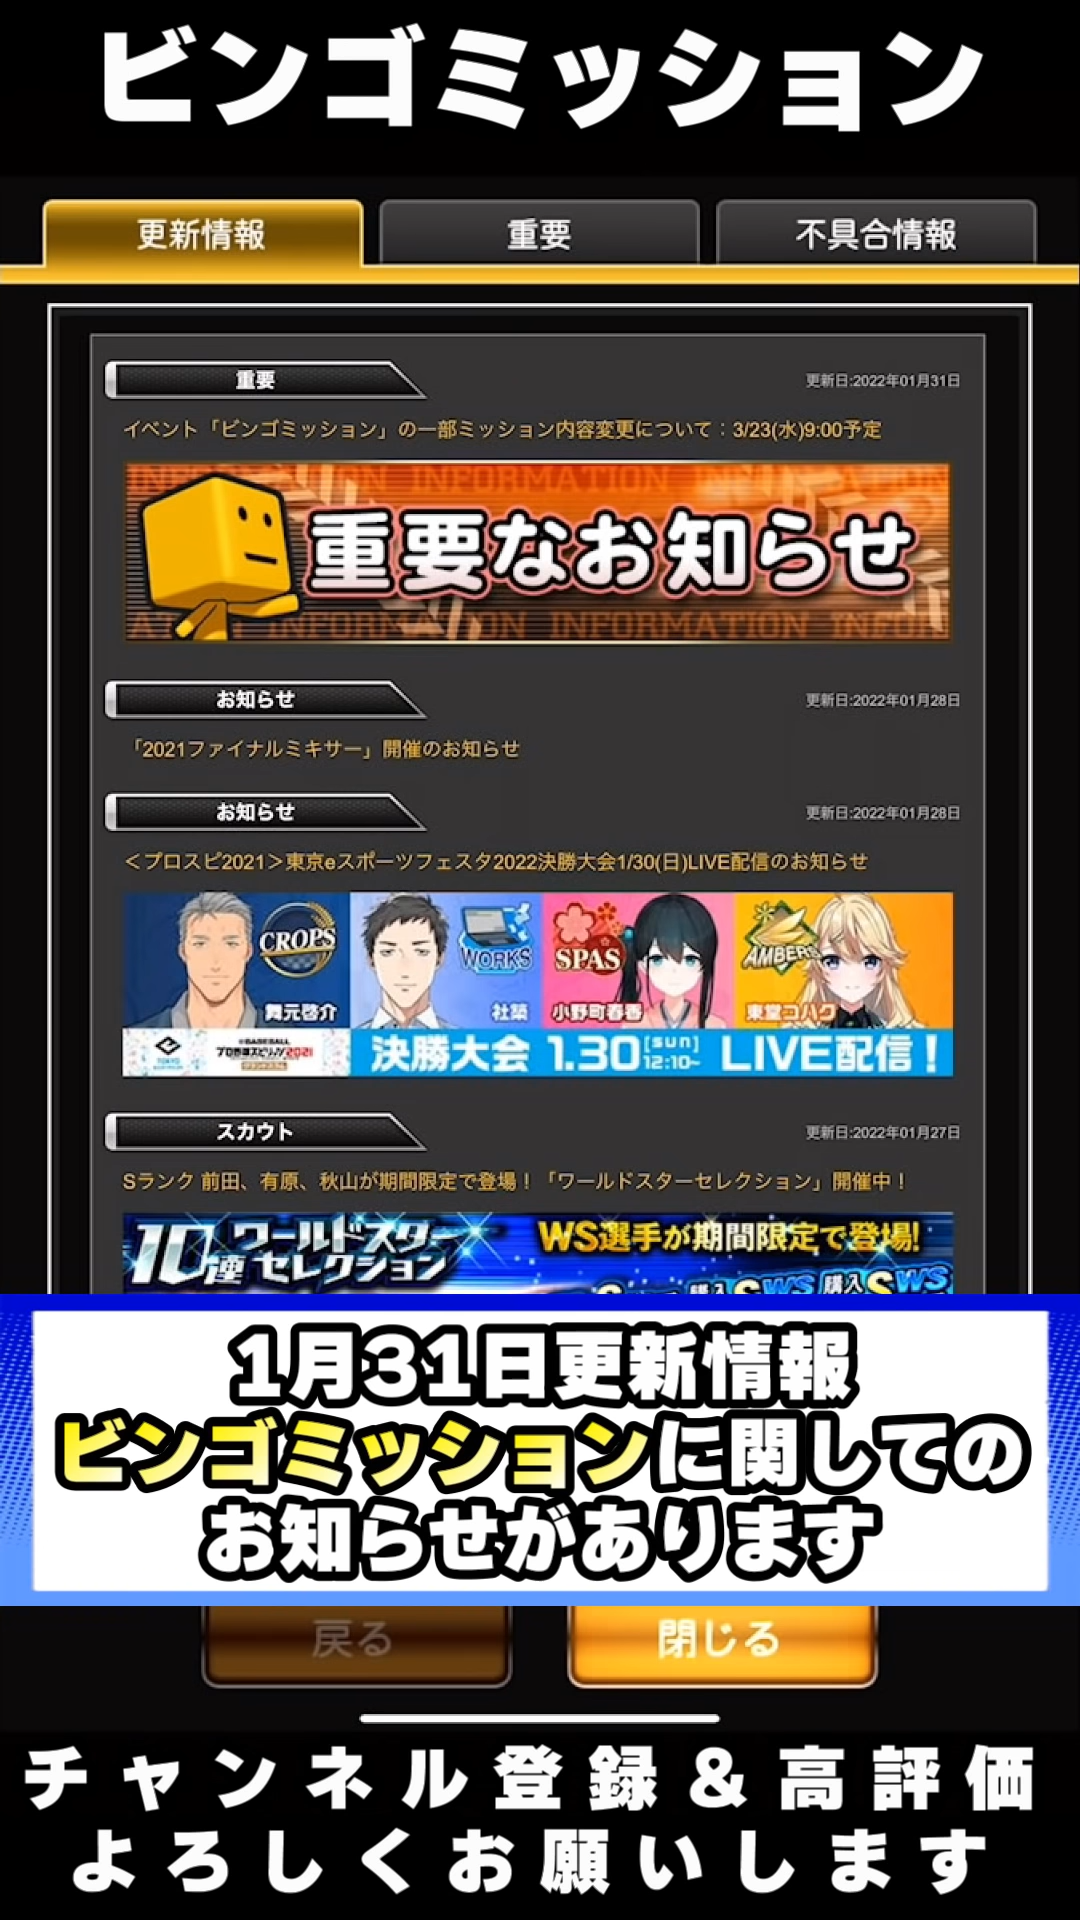 ビンゴミッション
更新情報
重要
不具合情報
重要
更新日:2022年01月31日
イベント「ビンゴミッション」の一部ミッション内容変更について：3/23(水)9:00予定
INFORMATION
重要なお知らせ
INFORMATION INFORMATION
お知らせ
更新日:2022年01月28日
「2021ファイナルミキサー」開催のお知らせ
お知らせ
更新日:2022年01月28日
＜プロスピ2021＞東京eスポーツフェスタ2022決勝大会1/30(日)LIVE配信のお知らせ
CROPS
舞元啓介
WORKS
社築
SPAS
小野町春香
AMBERS
東堂コハク
プロ野球スピリッツ2021
決勝大会 1.30[sun]12:10~ LIVE配信！
スカウト
更新日:2022年01月27日
Sランク 前田、有原、秋山が期間限定で登場！「ワールドスターセレクション」開催中！
10連 ワールドスターセレクション
WS選手が期間限定で登場!
1月31日更新情報
ビンゴミッションに関しての
お知らせがあります
戻る
閉じる
チャンネル登録＆高評価
よろしくお願いします